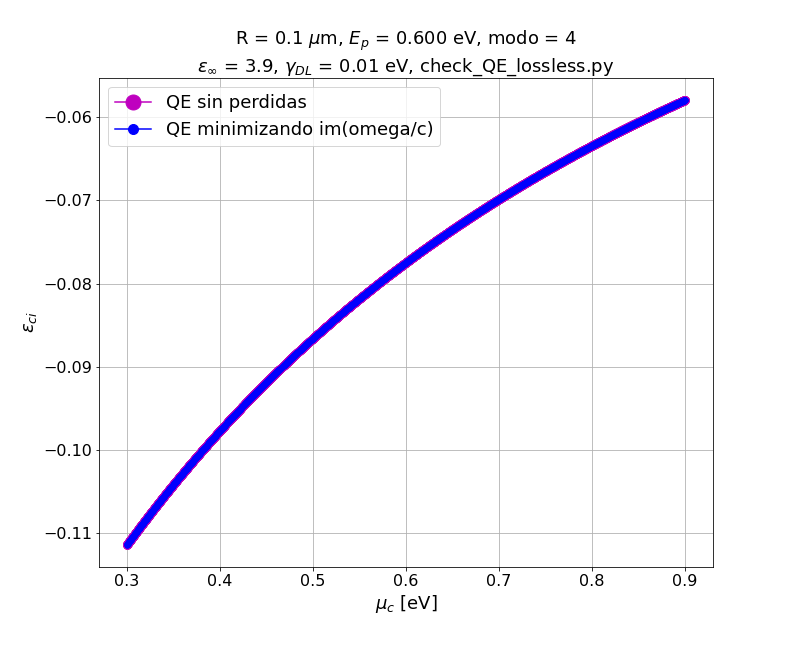 R = 0.1 μm, E_p = 0.600 eV, modo = 4
ε_∞ = 3.9, γ_DL = 0.01 eV, check_QE_lossless.py
QE sin perdidas
QE minimizando im(omega/c)
−0.06
−0.07
−0.08
−0.09
−0.10
−0.11
ε_ci
0.3 0.4 0.5 0.6 0.7 0.8 0.9
μ_c [eV]